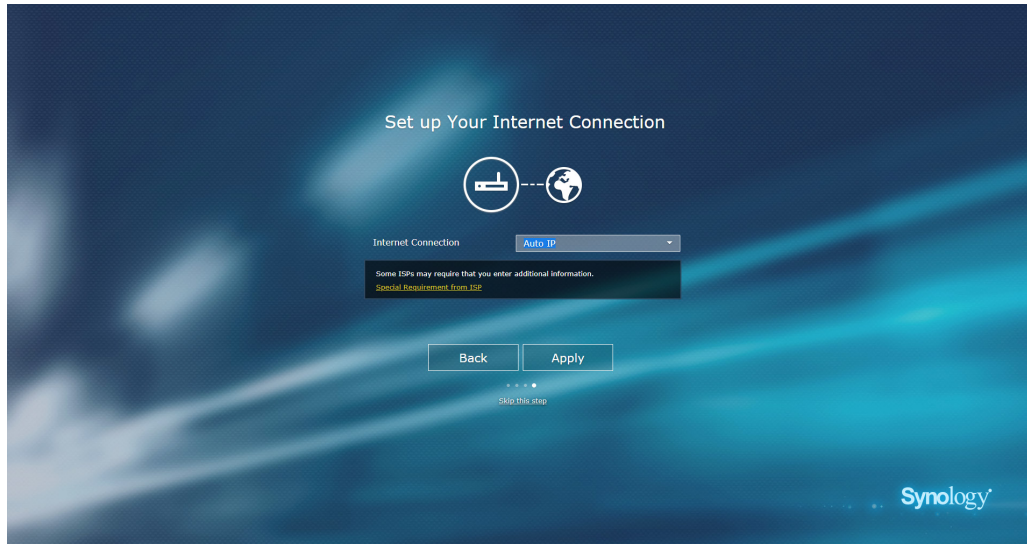 Set up Your Internet Connection
Internet Connection
Auto IP
Some ISPs may require that you enter additional information.
Special Requirement from ISP
Back
Apply
Skip this step
Synology